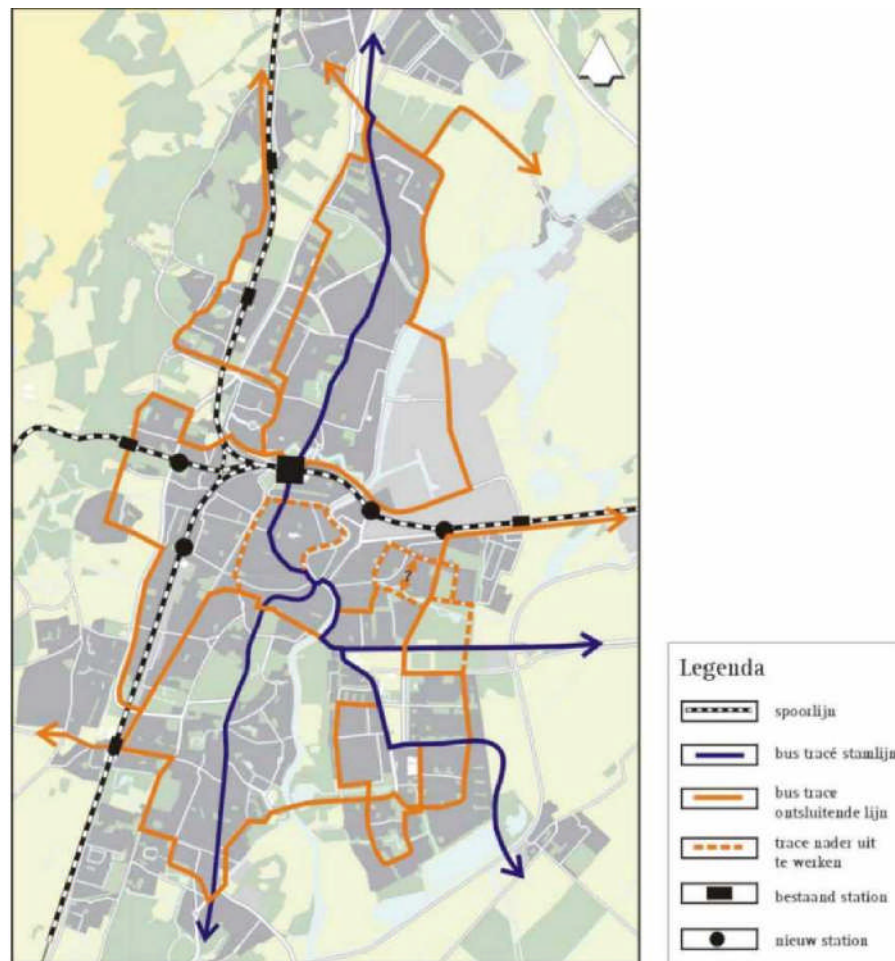 ?
Legenda
spoorlijn
bus tracé stamlijn
bus trace
ontsluitende lijn
trace nader uit
te werken
bestaand station
nieuw station